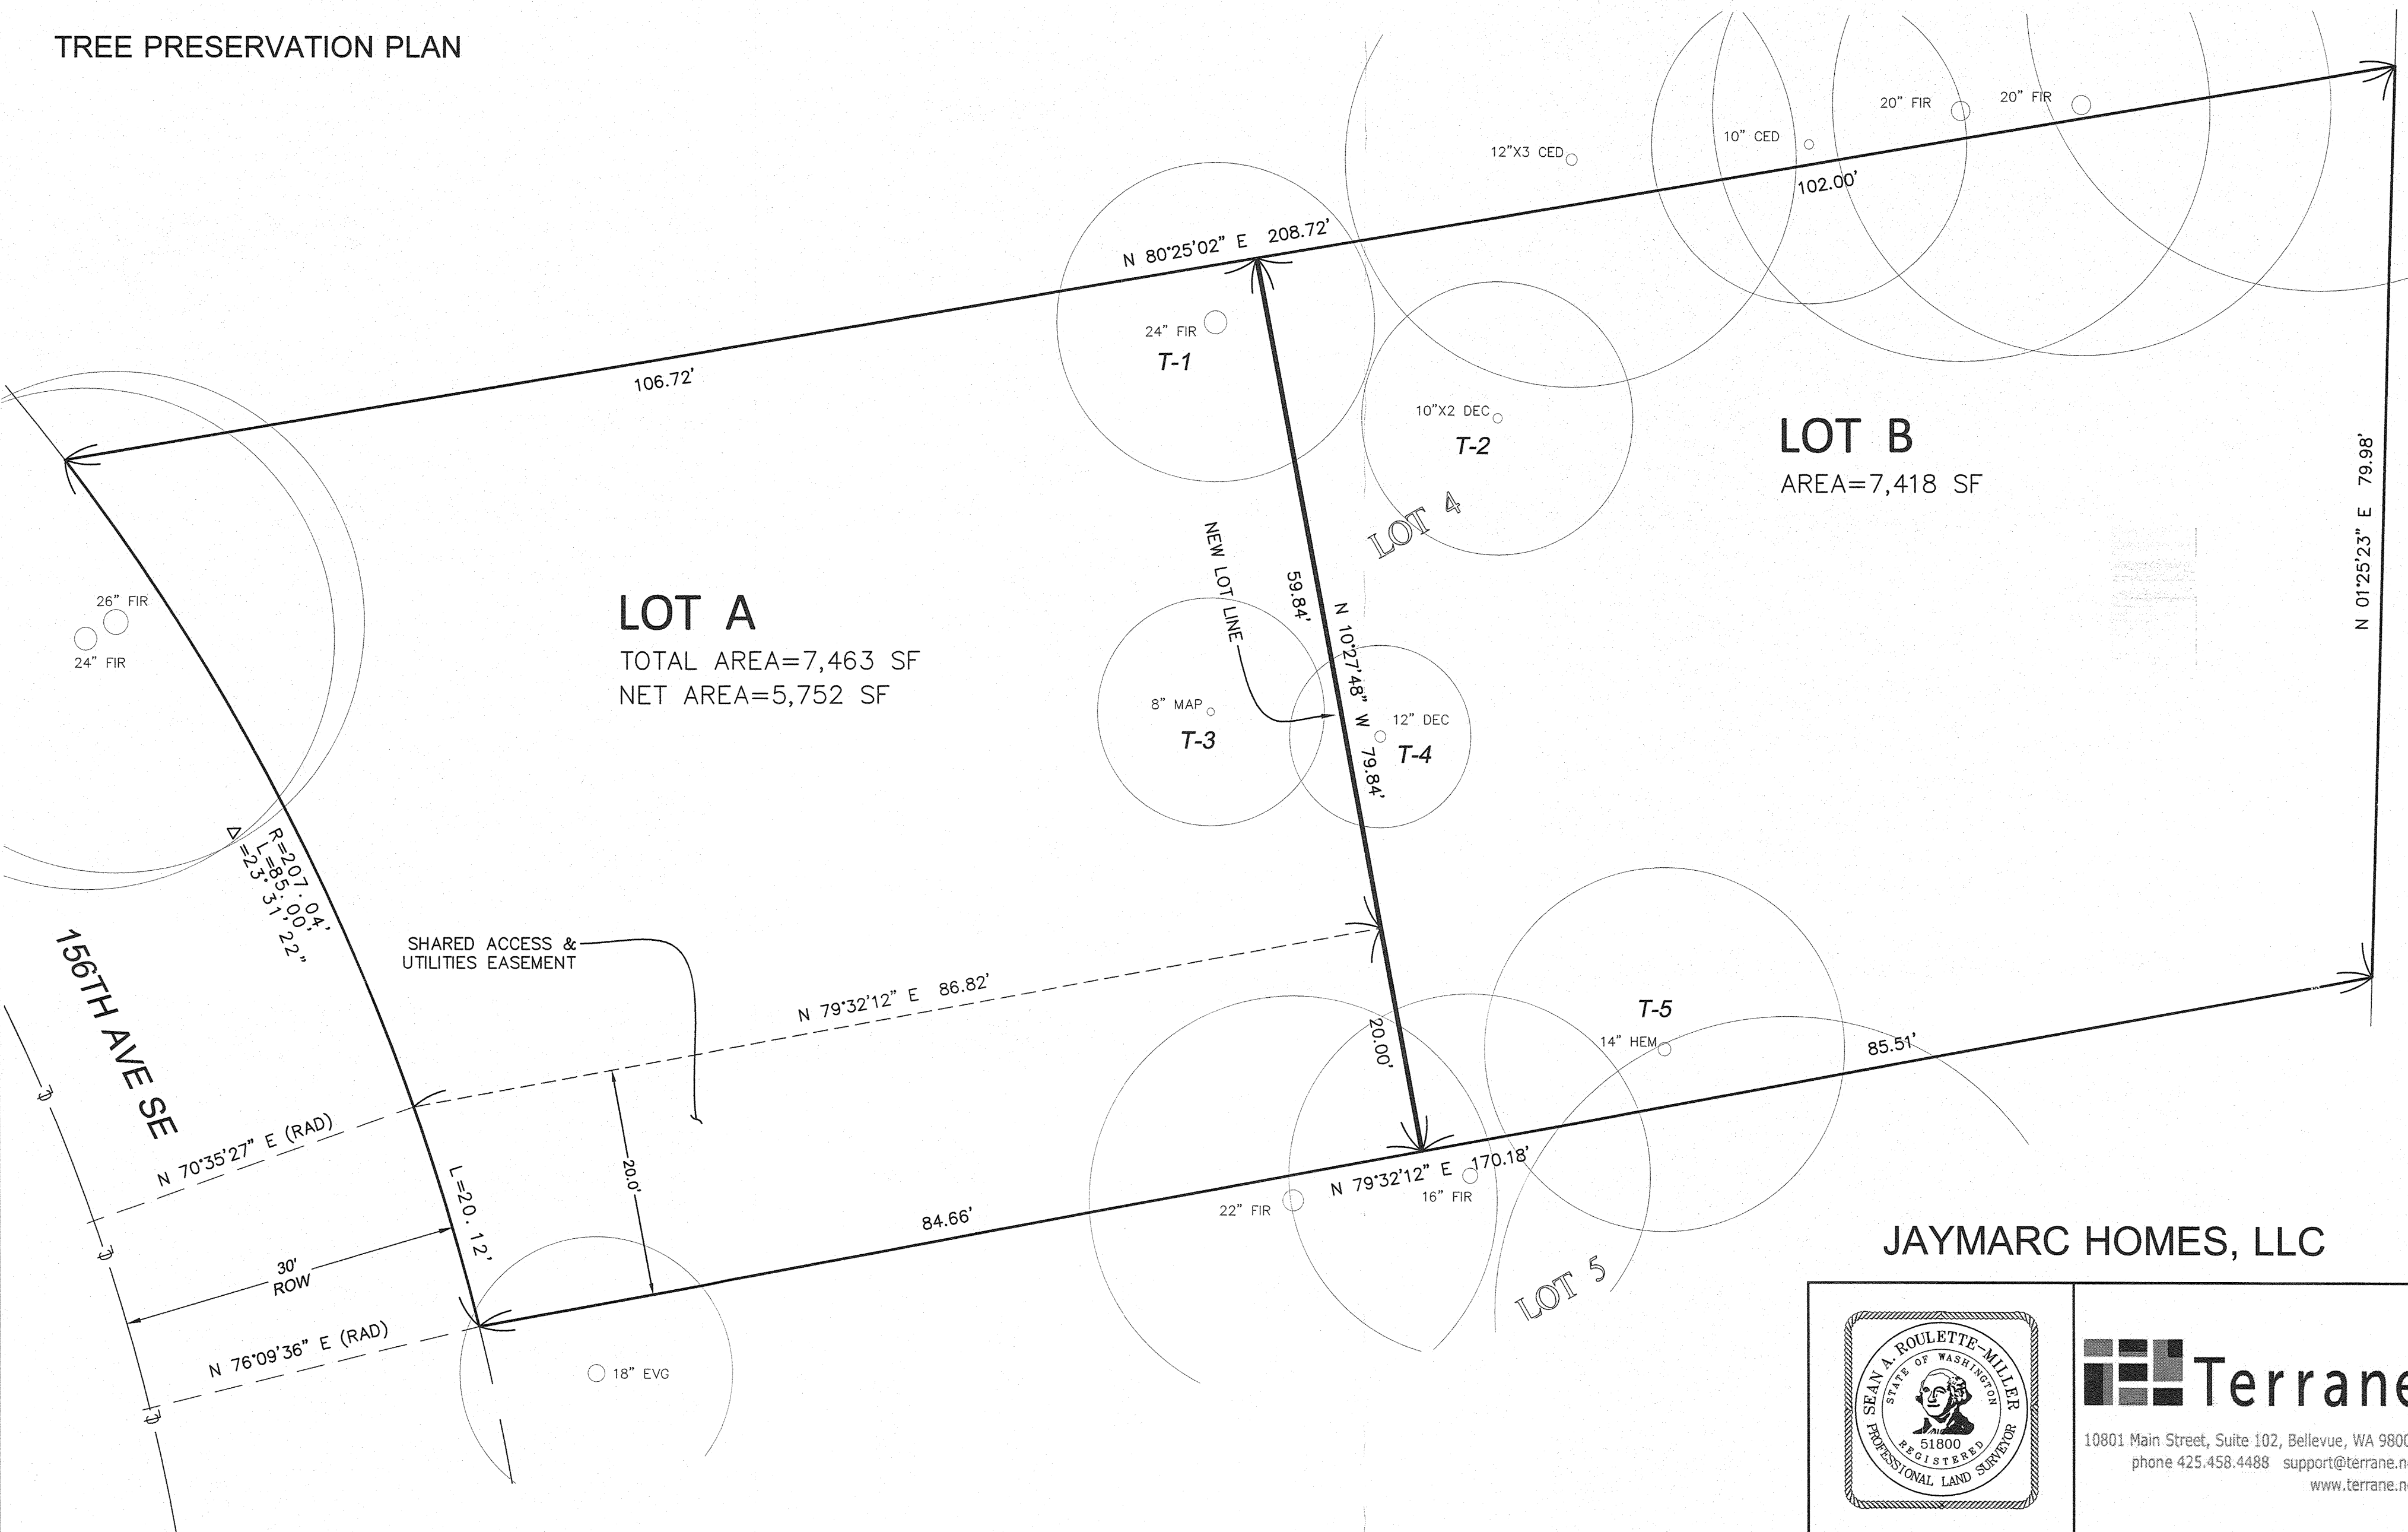 TREE PRESERVATION PLAN
20" FIR
20" FIR
10" CED
12"X3 CED
102.00'
N 80°25'02" E 208.72'
24" FIR
T-1
106.72'
10"X2 DEC
T-2
LOT B
AREA=7,418 SF
N 01°25'23" E 79.98'
LOT 4
NEW LOT LINE
59.84'
N 10°27'48" W 79.84'
26" FIR
24" FIR
LOT A
TOTAL AREA=7,463 SF
NET AREA=5,752 SF
8" MAP
T-3
12" DEC
T-4
R=207.04'
L=85.00'
Δ=23°31'22"
156TH AVE SE
SHARED ACCESS &
UTILITIES EASEMENT
N 79°32'12" E 86.82'
20.00'
T-5
14" HEM
85.51'
N 70°35'27" E (RAD)
L=20.12'
20.0'
N 79°32'12" E 170.18'
22" FIR
16" FIR
84.66'
30'
ROW
N 76°09'36" E (RAD)
18" EVG
LOT 5
JAYMARC HOMES, LLC
SEAN A. ROULETTE-MILLER
STATE OF WASHINGTON
51800
REGISTERED
PROFESSIONAL LAND SURVEYOR
Terrane
10801 Main Street, Suite 102, Bellevue, WA 9800
phone 425.458.4488 support@terrane.n
www.terrane.n